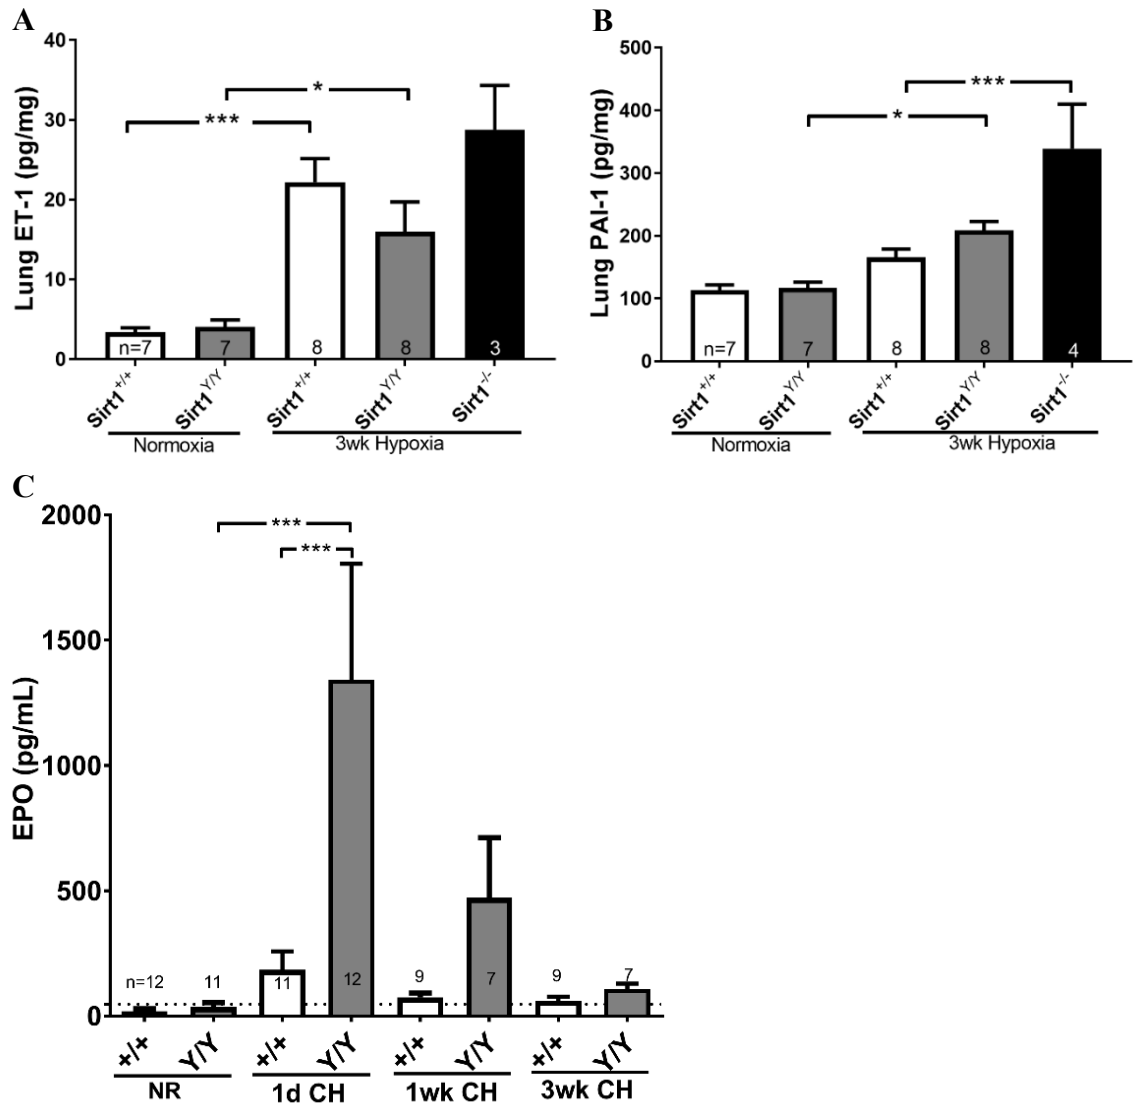 A
Lung ET-1 (pg/mg)
40
30
20
10
0
***
*
n=7
7
8
8
3
Sirt1+/+
Sirt1Y/Y
Sirt1+/+
Sirt1Y/Y
Sirt1-/-
Normoxia
3wk Hypoxia
B
Lung PAI-1 (pg/mg)
500
400
300
200
100
0
*
***
n=7
7
8
8
4
Sirt1+/+
Sirt1Y/Y
Sirt1+/+
Sirt1Y/Y
Sirt1-/-
Normoxia
3wk Hypoxia
C
EPO (pg/mL)
2000
1500
1000
500
0
***
***
n=12
11
11
12
9
7
9
7
+/+
Y/Y
+/+
Y/Y
+/+
Y/Y
+/+
Y/Y
NR
1d CH
1wk CH
3wk CH